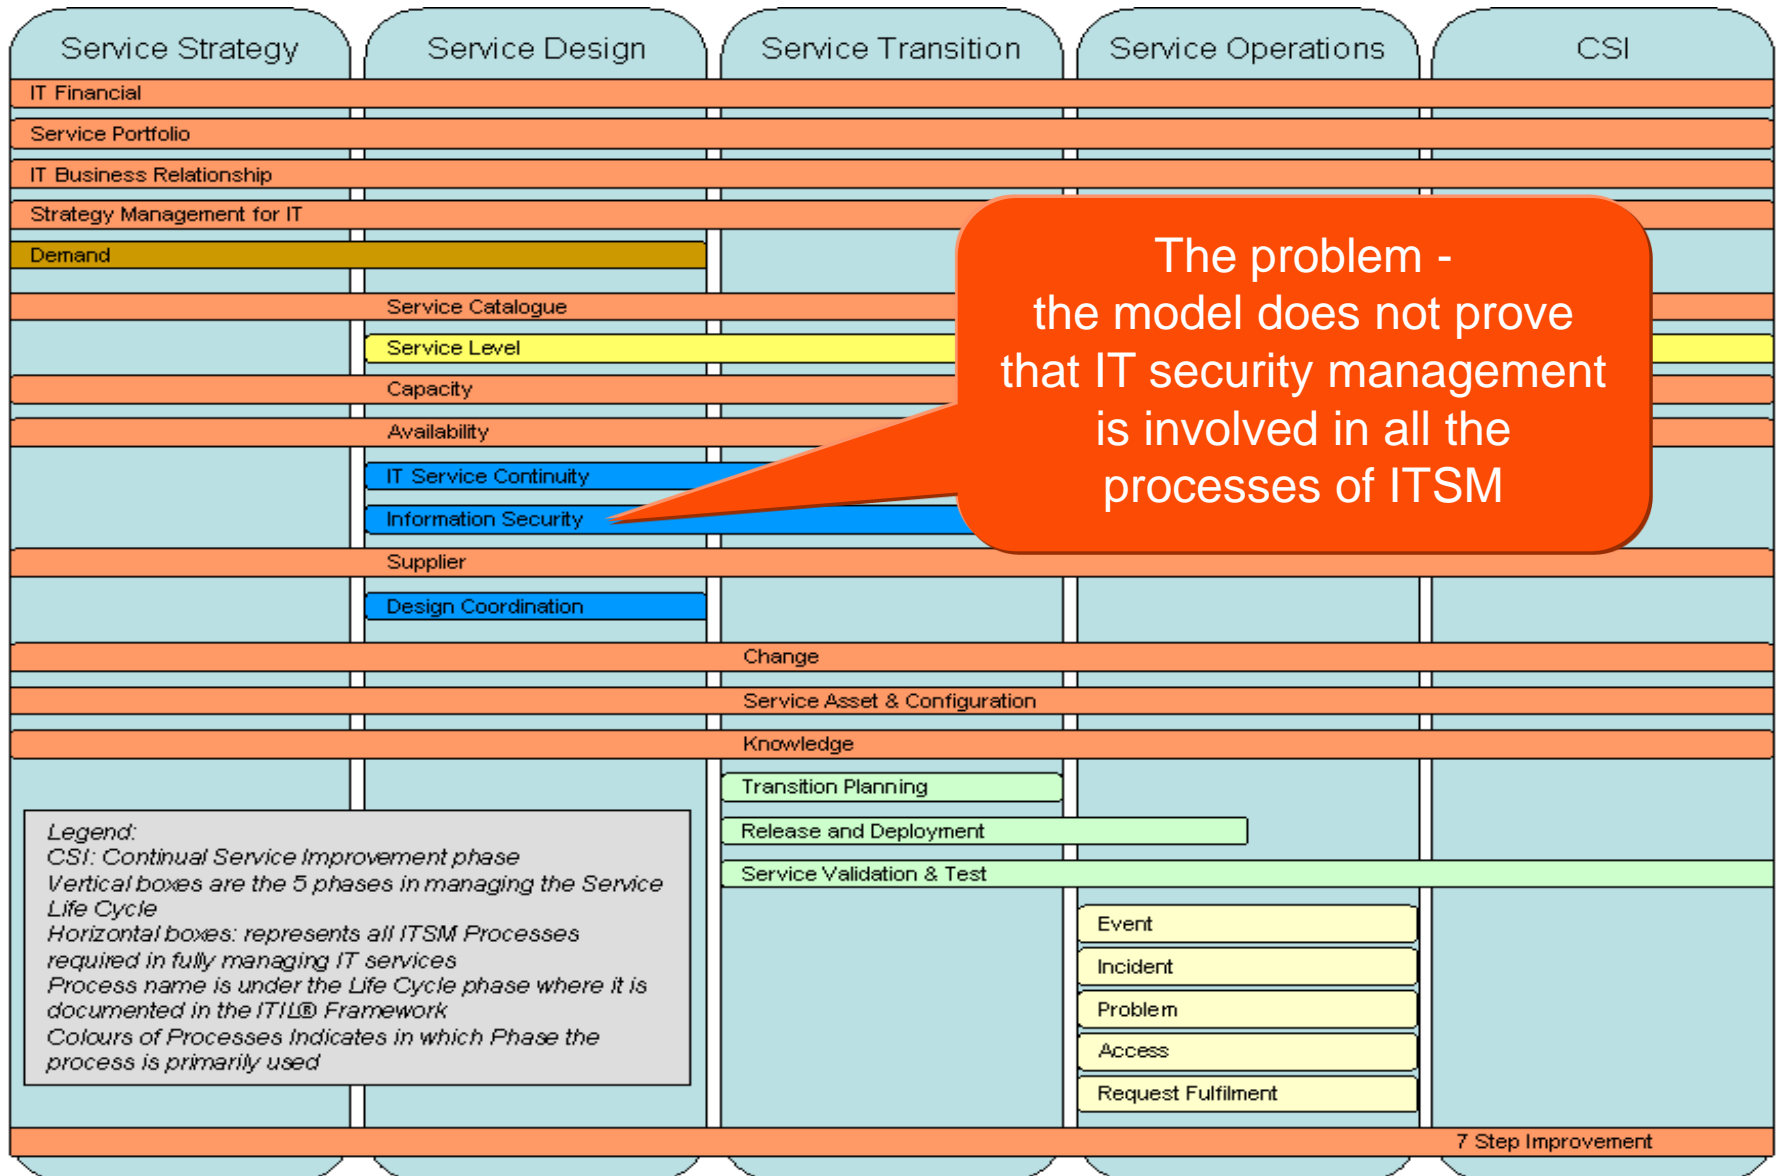 Service Strategy
Service Design
Service Transition
Service Operations
CSI
IT Financial
Service Portfolio
IT Business Relationship
Strategy Management for IT
Demand
The problem -
the model does not prove
that IT security management
is involved in all the
processes of ITSM
Service Catalogue
Service Level
Capacity
Availability
IT Service Continuity
Information Security
Supplier
Design Coordination
Change
Service Asset & Configuration
Knowledge
Transition Planning
Release and Deployment
Service Validation & Test
Legend:
CSI: Continual Service Improvement phase
Vertical boxes are the 5 phases in managing the Service
Life Cycle
Horizontal boxes: represents all ITSM Processes
required in fully managing IT services
Process name is under the Life Cycle phase where it is
documented in the ITIL® Framework
Colours of Processes Indicates in which Phase the
process is primarily used
Event
Incident
Problem
Access
Request Fulfilment
7 Step Improvement